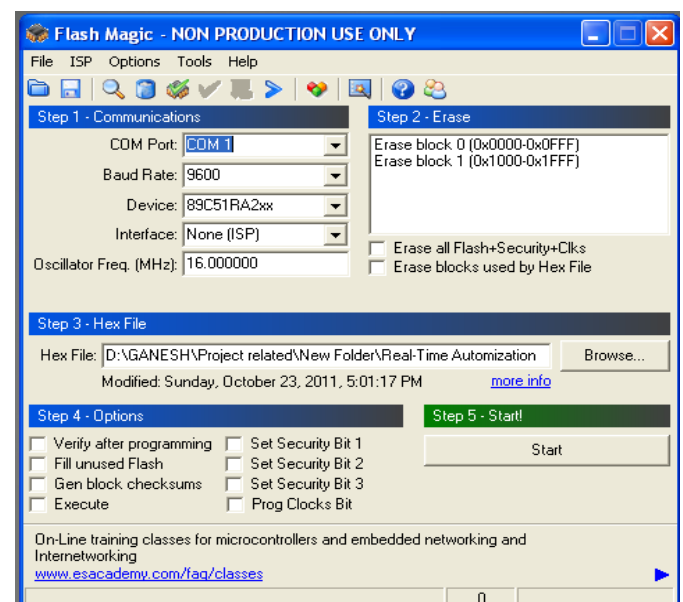 Flash Magic - NON PRODUCTION USE ONLY
File ISP Options Tools Help
Step 1 - Communications
COM Port: COM 1
Baud Rate: 9600
Device: 89C51RA2xx
Interface: None (ISP)
Oscillator Freq. (MHz): 16.000000
Step 2 - Erase
Erase block 0 (0x0000-0x0FFF)
Erase block 1 (0x1000-0x1FFF)
Erase all Flash+Security+Clks
Erase blocks used by Hex File
Step 3 - Hex File
Hex File: D:\GANESH\Project related\New Folder\Real-Time Automization Browse...
Modified: Sunday, October 23, 2011, 5:01:17 PM more info
Step 4 - Options
Verify after programming Set Security Bit 1
Fill unused Flash Set Security Bit 2
Gen block checksums Set Security Bit 3
Execute Prog Clocks Bit
Step 5 - Start!
Start
On-Line training classes for microcontrollers and embedded networking and
Internetworking
www.esacademy.com/faq/classes
0